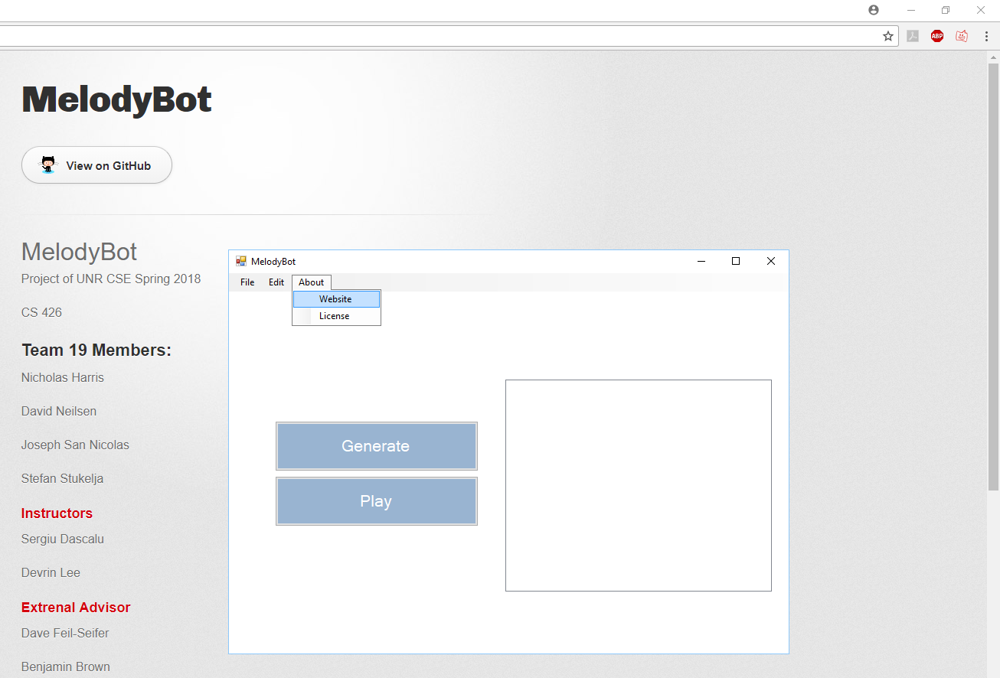 ABP
MelodyBot
View on GitHub
MelodyBot
Project of UNR CSE Spring 2018
CS 426
Team 19 Members:
Nicholas Harris
David Neilsen
Joseph San Nicolas
Stefan Stukelja
Instructors
Sergiu Dascalu
Devrin Lee
Extrenal Advisor
Dave Feil-Seifer
Benjamin Brown
MelodyBot
File Edit About
Website
License
Generate
Play